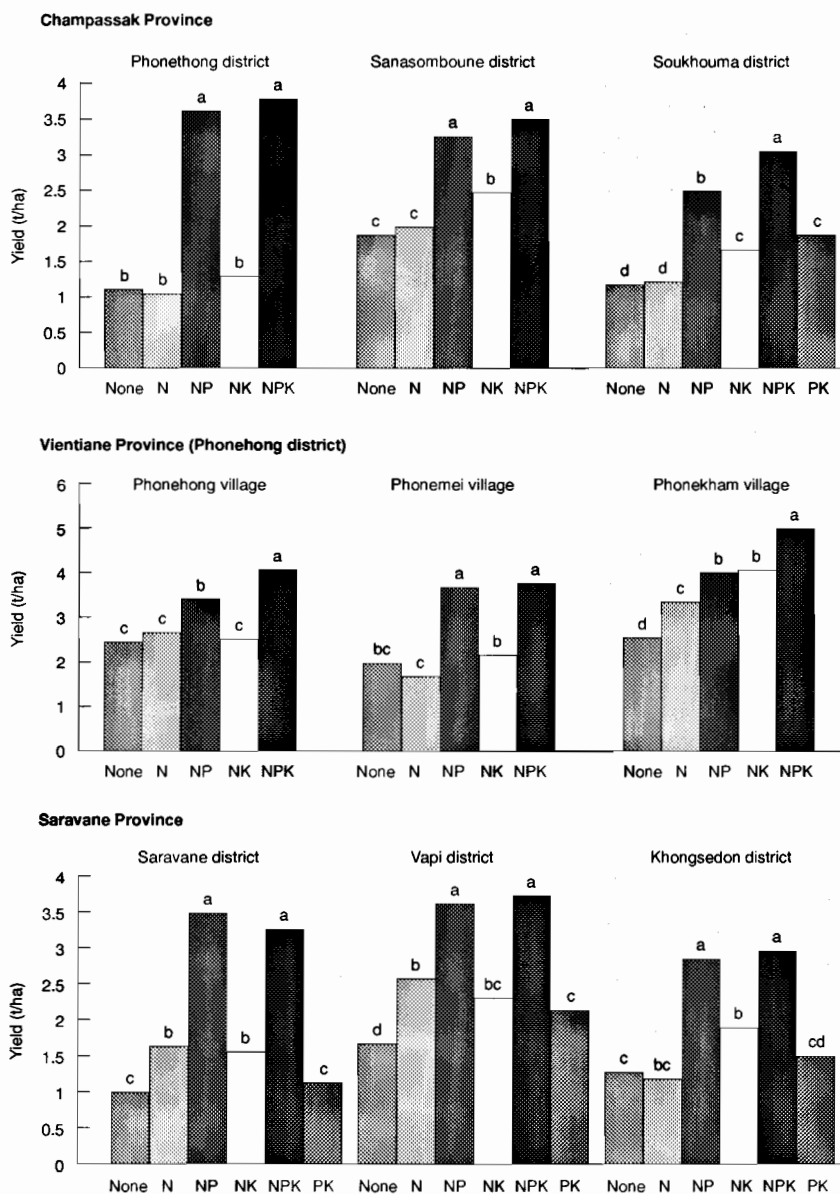 Champassak Province
Phonethong district Sanasomboune district Soukhouma district
Yield (t/ha)
4
3.5
3
2.5
2
1.5
1
0.5
0
b b a b a
c c a b a
d d b c a c
None N NP NK NPK None N NP NK NPK None N NP NK NPK PK
Vientiane Province (Phonehong district)
Phonehong village Phonemei village Phonekham village
Yield (t/ha)
6
5
4
3
2
1
0
c c b c a
bc c a b a
d c b b a
None N NP NK NPK None N NP NK NPK None N NP NK NPK
Saravane Province
Saravane district Vapi district Khongsedon district
Yield (t/ha)
4
3.5
3
2.5
2
1.5
1
0.5
0
c b a b a c
d b a bc a c
c bc a b a cd
None N NP NK NPK PK None N NP NK NPK PK None N NP NK NPK PK